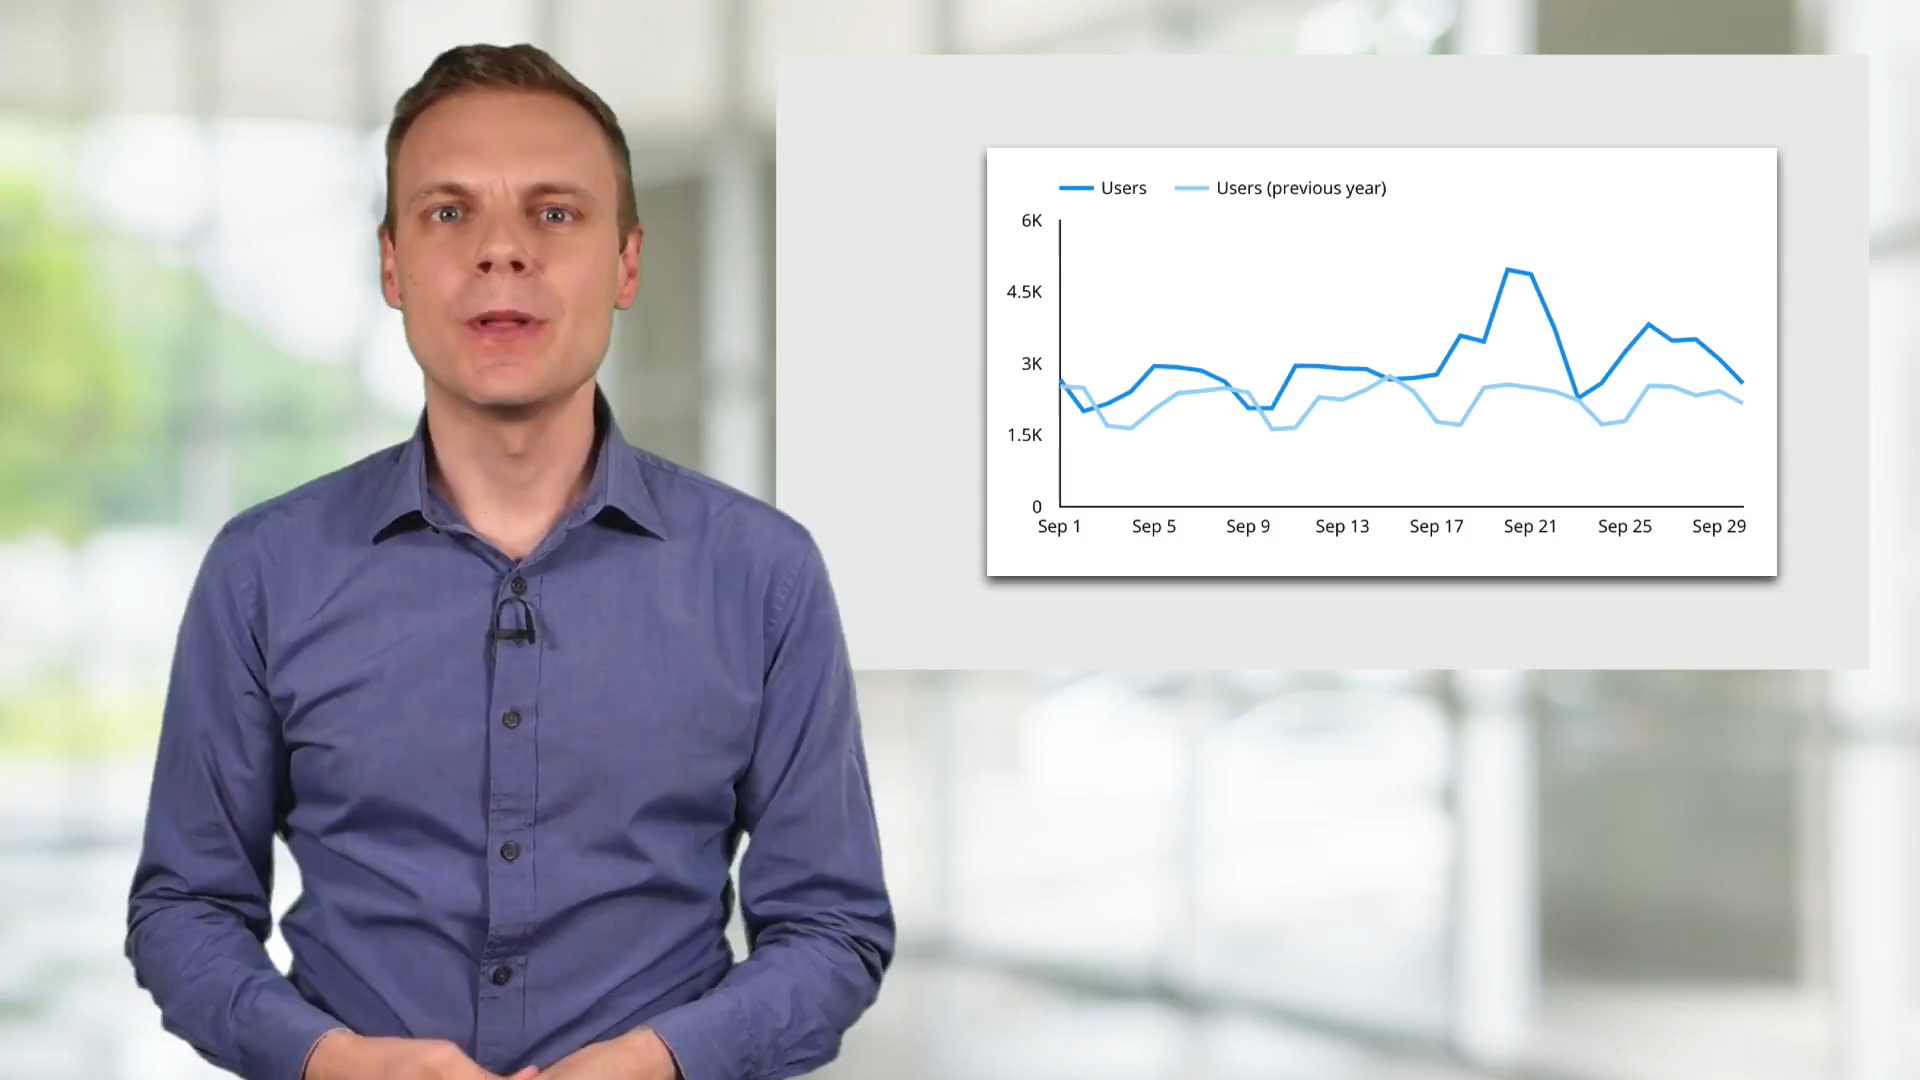 Users Users (previous year)
6K
4.5K
3K
1.5K
0
Sep 1 Sep 5 Sep 9 Sep 13 Sep 17 Sep 21 Sep 25 Sep 29